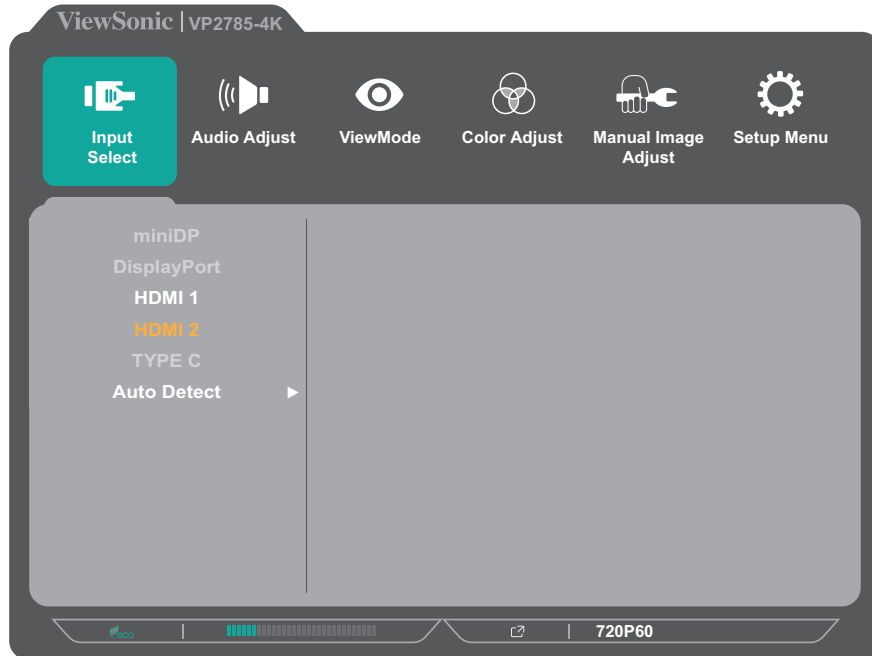 ViewSonic | VP2785-4K
Input Select
Audio Adjust
ViewMode
Color Adjust
Manual Image Adjust
Setup Menu
miniDP
DisplayPort
HDMI 1
HDMI 2
TYPE C
Auto Detect
eco
720P60